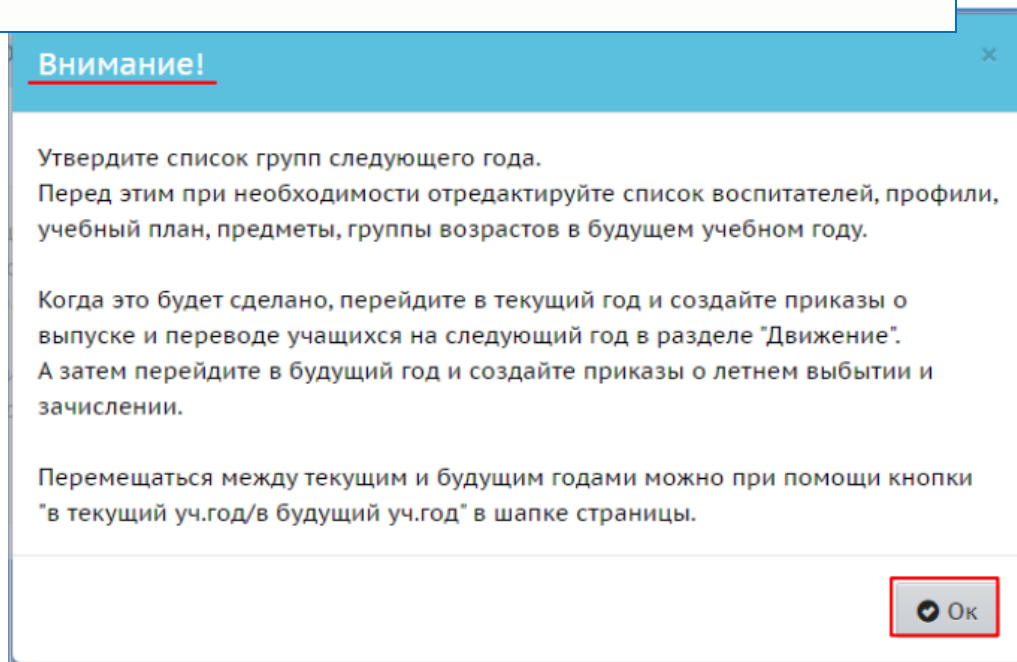 Внимание!
×
Утвердите список групп следующего года.
Перед этим при необходимости отредактируйте список воспитателей, профили,
учебный план, предметы, группы возрастов в будущем учебном году.
Когда это будет сделано, перейдите в текущий год и создайте приказы о
выпуске и переводе учащихся на следующий год в разделе "Движение".
А затем перейдите в будущий год и создайте приказы о летнем выбытии и
зачислении.
Перемещаться между текущим и будущим годами можно при помощи кнопки
"в текущий уч.год/в будущий уч.год" в шапке страницы.
Ок